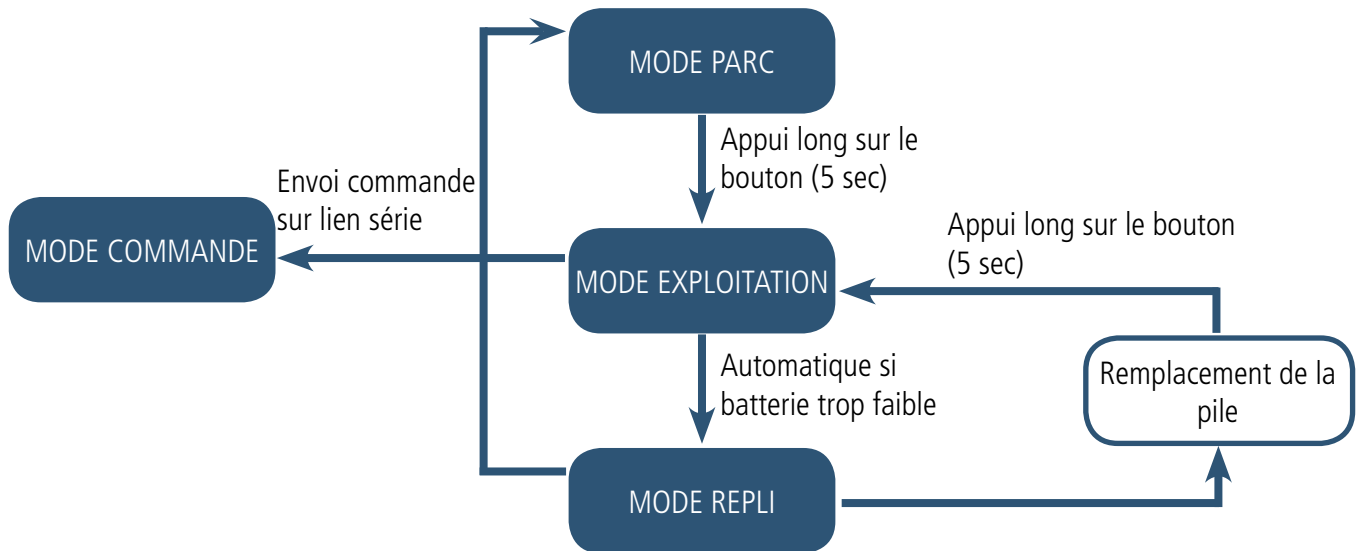 MODE PARC
Appui long sur le
bouton (5 sec)
Envoi commande
sur lien série
MODE COMMANDE
MODE EXPLOITATION
Appui long sur le bouton
(5 sec)
Automatique si
batterie trop faible
Remplacement de la
pile
MODE REPLI